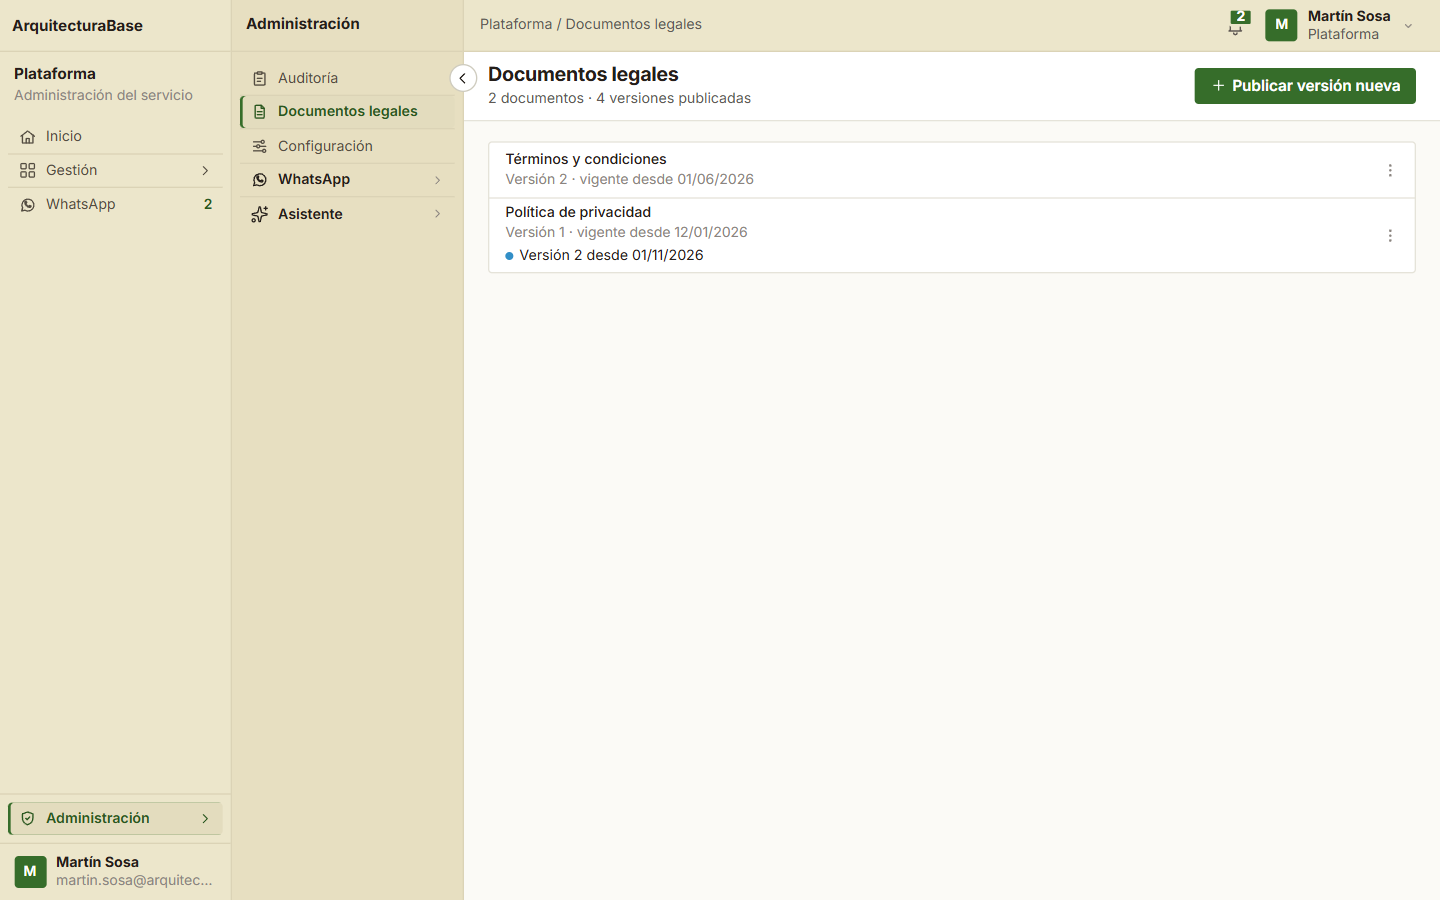 ArquitecturaBase
Plataforma
Administración del servicio
Inicio
Gestión
WhatsApp 2
Administración
Martín Sosa
martin.sosa@arquitec...
M
Administración
Auditoría
Documentos legales
Configuración
WhatsApp
Asistente
Plataforma / Documentos legales
2
M
Martín Sosa
Plataforma
Documentos legales
2 documentos · 4 versiones publicadas
Publicar versión nueva
Términos y condiciones
Versión 2 · vigente desde 01/06/2026
Política de privacidad
Versión 1 · vigente desde 12/01/2026
Versión 2 desde 01/11/2026